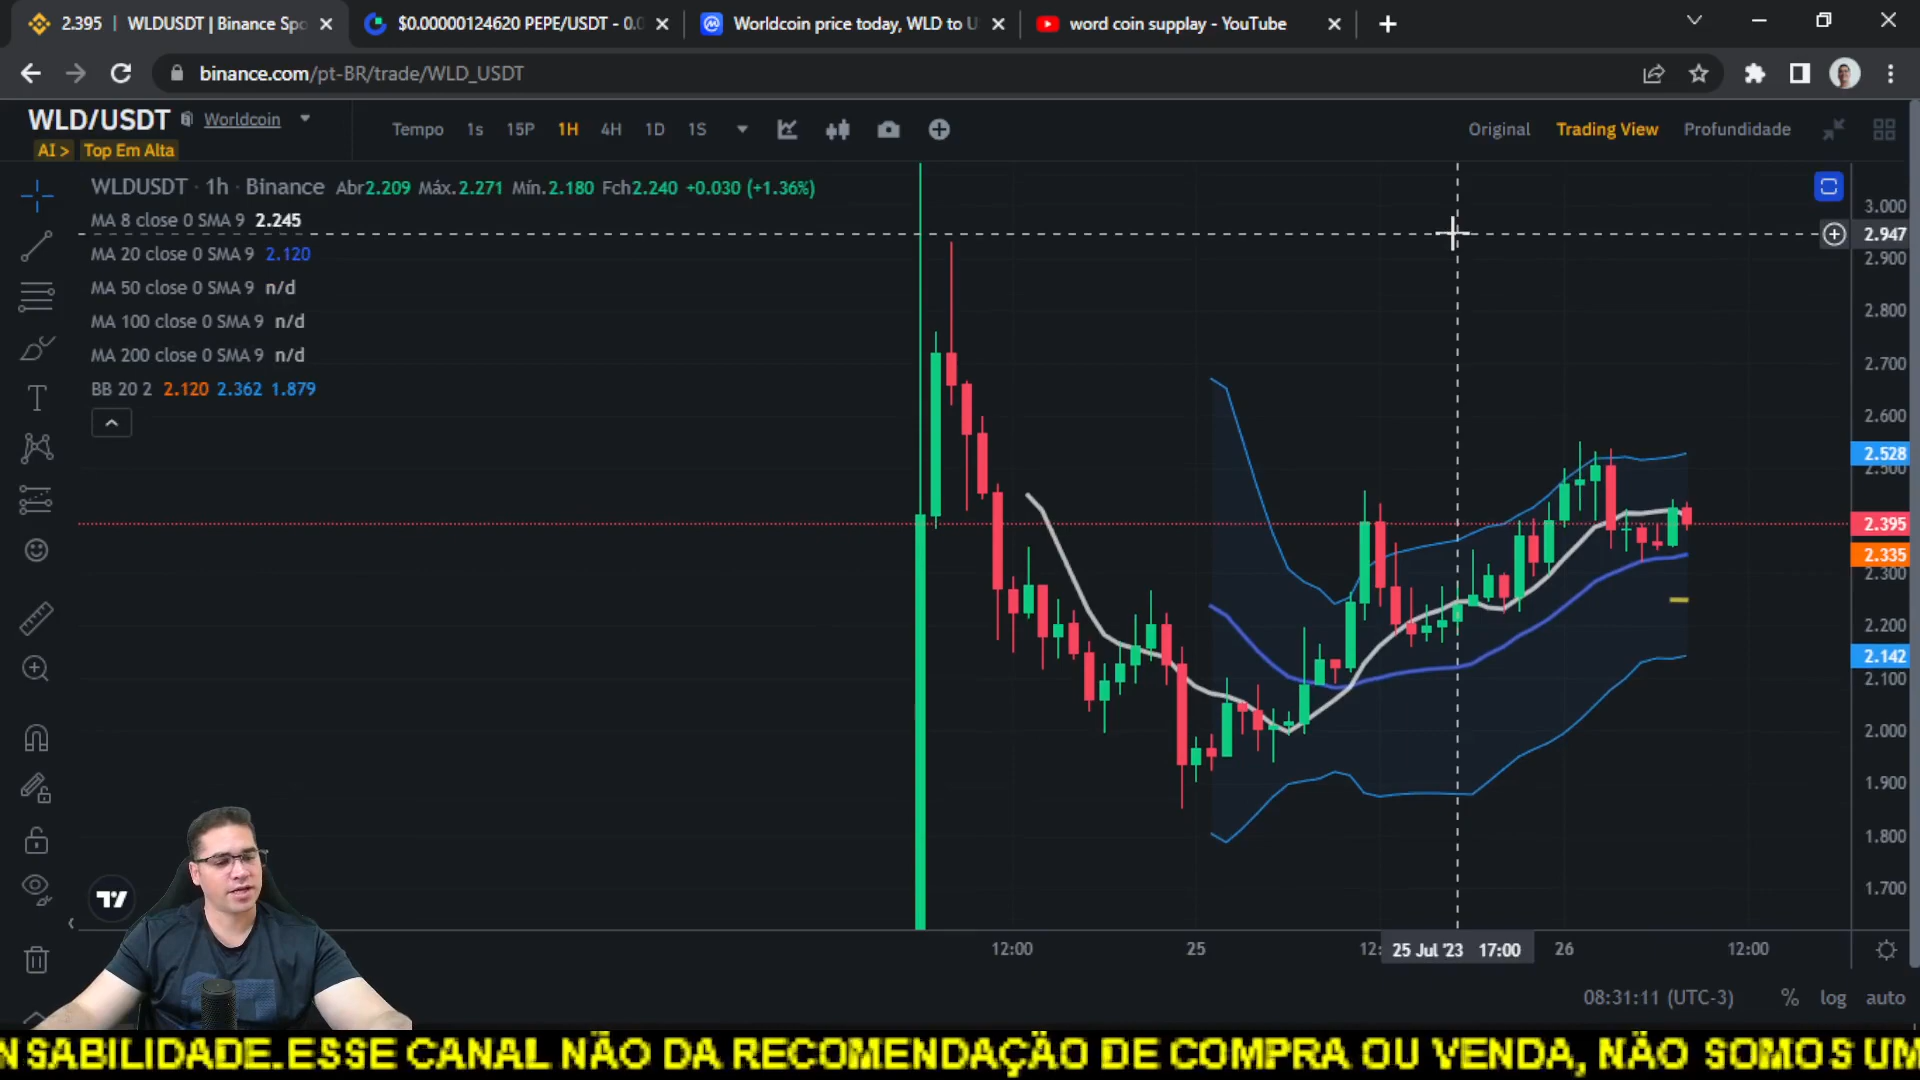 2.395 | WLDUSDT | Binance Spo
$0.00000124620 PEPE/USDT - 0.0
Worldcoin price today, WLD to U
word coin supplay - YouTube
binance.com/pt-BR/trade/WLD_USDT
WLD/USDT Worldcoin
AI > Top Em Alta
Tempo 1s 15P 1H 4H 1D 1S
Original Trading View Profundidade
WLDUSDT · 1h · Binance Abr2.209 Máx.2.271 Mín.2.180 Fch2.240 +0.030 (+1.36%)
MA 8 close 0 SMA 9 2.245
MA 20 close 0 SMA 9 2.120
MA 50 close 0 SMA 9 n/d
MA 100 close 0 SMA 9 n/d
MA 200 close 0 SMA 9 n/d
BB 20 2 2.120 2.362 1.879
3.000
2.947
2.900
2.800
2.700
2.600
2.528
2.500
2.395
2.335
2.300
2.200
2.142
2.100
2.000
1.900
1.800
1.700
12:00 25 12: 25 Jul '23 17:00 26 12:00
08:31:11 (UTC-3) % log auto
NSABILIDADE.ESSE CANAL NÃO DA RECOMENDAÇÃO DE COMPRA OU VENDA, NÃO SOMOS UM